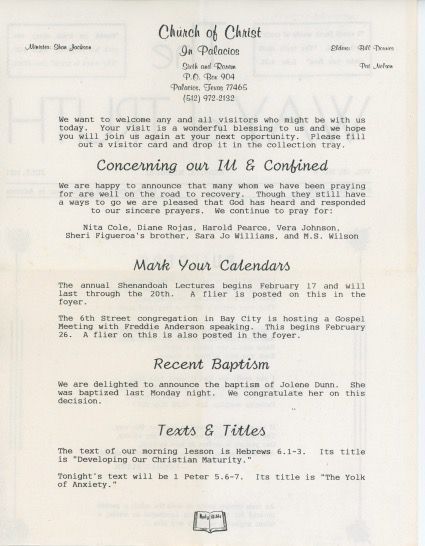 Church of Christ
In Palacios
Minister: Stan Jackson
Elders: Bill Dossier
Pat Nelson
Sixth and Rorem
P.O. Box 904
Palacios, Texas 77465
(512) 972-2132
We want to welcome any and all visitors who might be with us
today. Your visit is a wonderful blessing to us and we hope
you will join us again at your next opportunity. Please fill
out a visitor card and drop it in the collection tray.
Concerning our Ill & Confined
We are happy to announce that many whom we have been praying
for are well on the road to recovery. Though they still have
a ways to go we are pleased that God has heard and responded
to our sincere prayers. We continue to pray for:
Nita Cole, Diane Rojas, Harold Pearce, Vera Johnson,
Sheri Figueroa's brother, Sara Jo Williams, and M.S. Wilson
Mark Your Calendars
The annual Shenandoah Lectures begins February 17 and will
last through the 20th. A flier is posted on this in the
foyer.
The 6th Street congregation in Bay City is hosting a Gospel
Meeting with Freddie Anderson speaking. This begins February
26. A flier on this is also posted in the foyer.
Recent Baptism
We are delighted to announce the baptism of Jolene Dunn. She
was baptized last Monday night. We congratulate her on this
decision.
Texts & Titles
The text of our morning lesson is Hebrews 6.1-3. Its title
is "Developing Our Christian Maturity."
Tonight's text will be 1 Peter 5.6-7. Its title is "The Yolk
of Anxiety."
Holy Bible